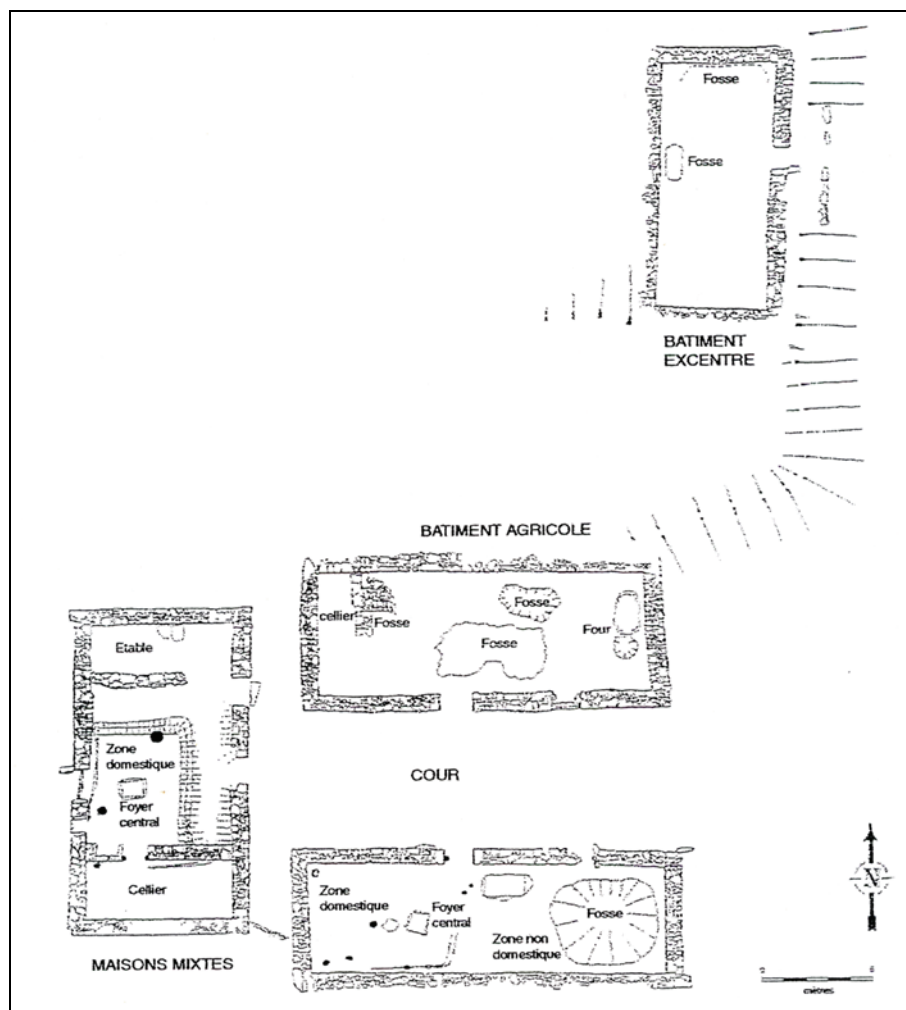 Fosse
Fosse
BATIMENT
EXCENTRE
BATIMENT AGRICOLE
cellier
Fosse
Fosse
Fosse
Four
Etable
Zone
domestique
Foyer
central
COUR
Cellier
Zone
domestique
Foyer
central
Zone non
domestique
Fosse
MAISONS MIXTES
N
mètres